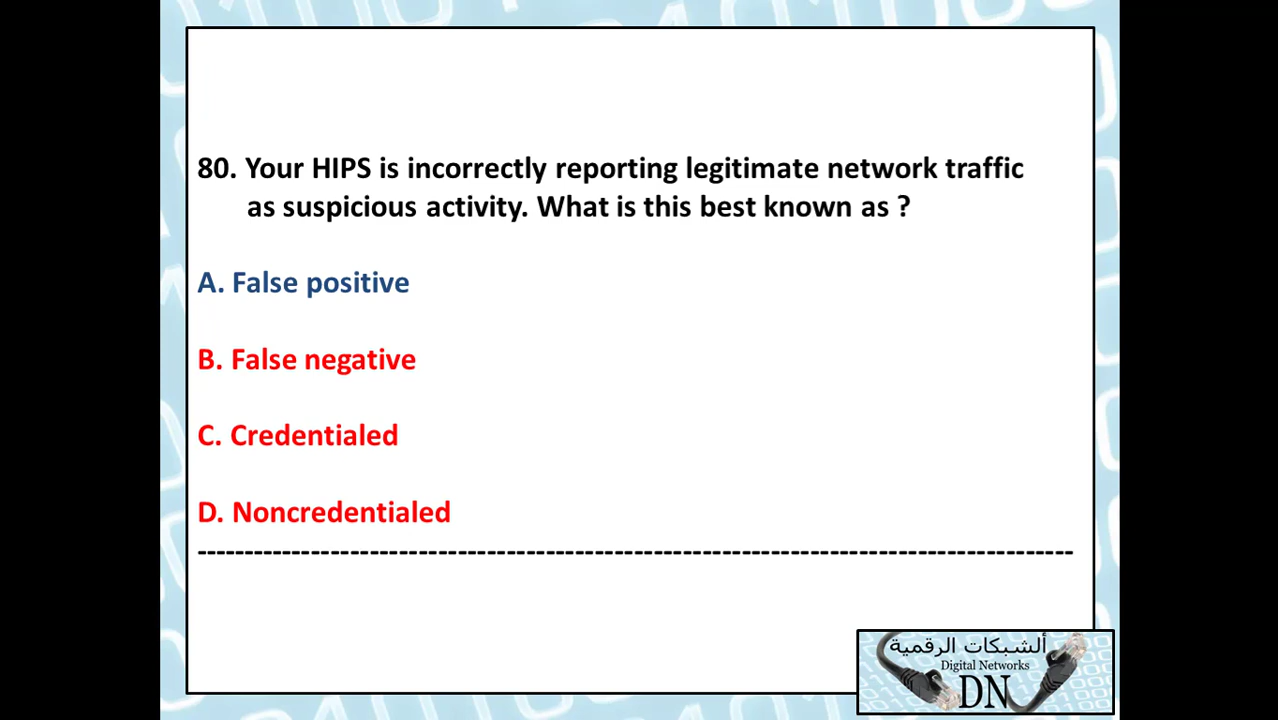 80. Your HIPS is incorrectly reporting legitimate network traffic
as suspicious activity. What is this best known as ?
A. False positive
B. False negative
C. Credentialed
D. Noncredentialed
--------------------------------------------------------------------------------------------
ألشبكات الرقمية
Digital Networks
DN